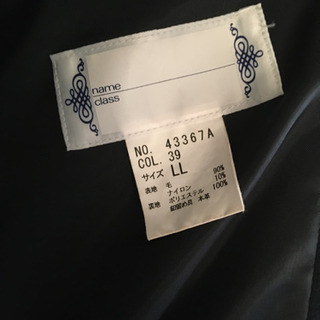 name
class
NO. 43367A
COL. 39
サイズ LL
表地 毛 90%
ナイロン 10%
裏地 ポリエステル 100%